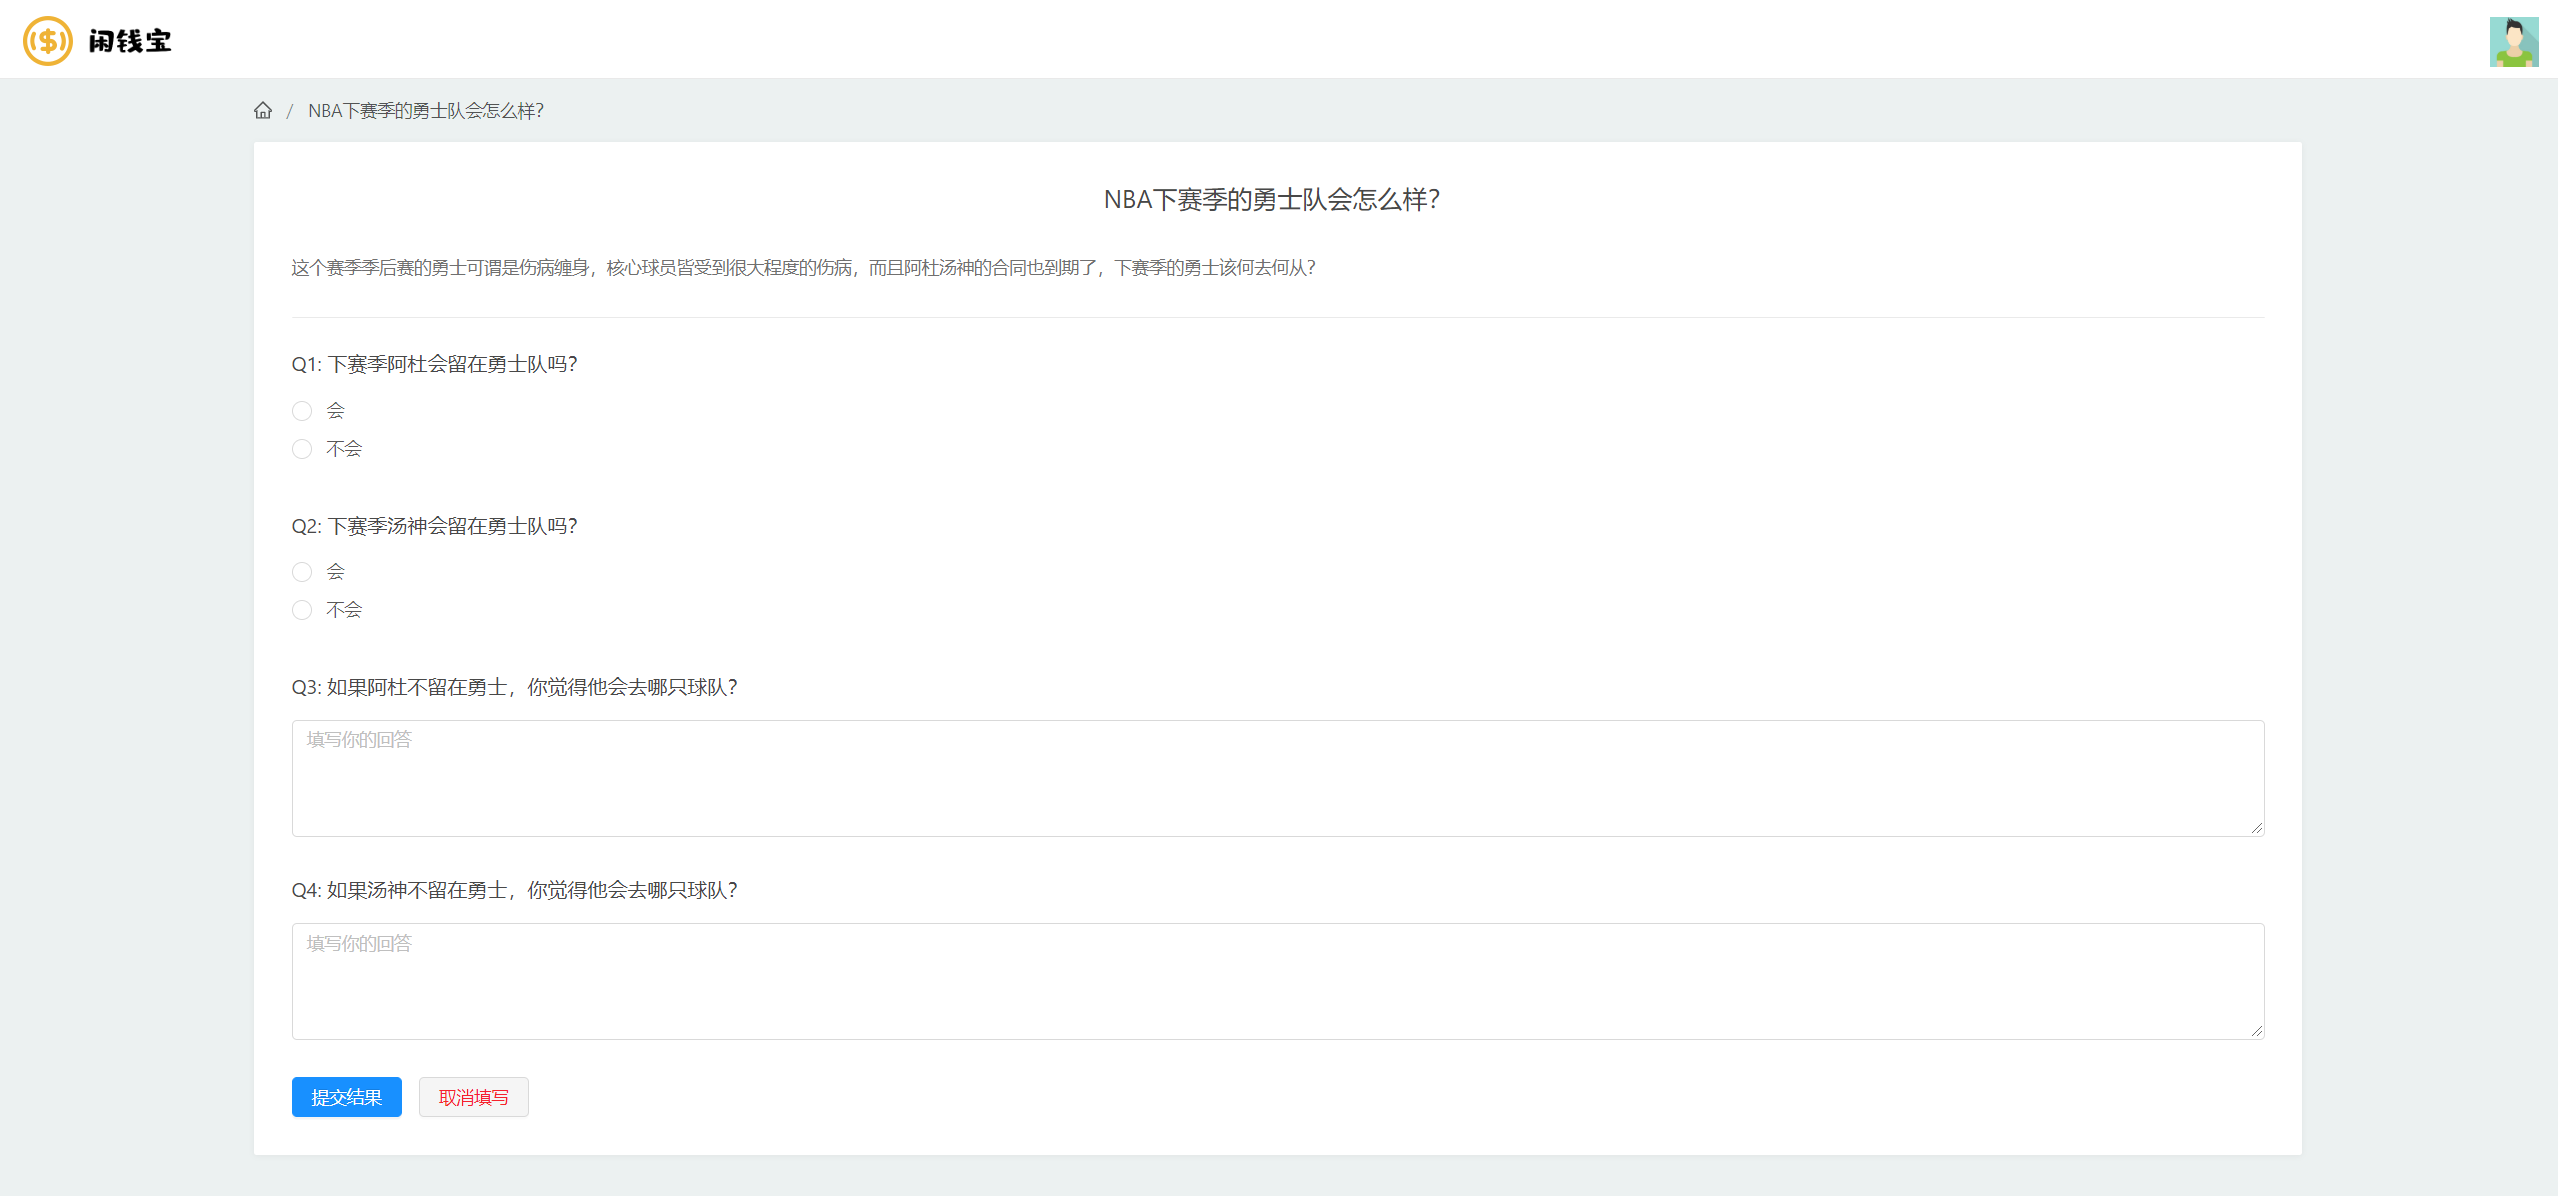 闲钱宝
/ NBA下赛季的勇士队会怎么样?
NBA下赛季的勇士队会怎么样?
这个赛季季后赛的勇士可谓是伤病缠身，核心球员皆受到很大程度的伤病，而且阿杜汤神的合同也到期了，下赛季的勇士该何去何从?
Q1: 下赛季阿杜会留在勇士队吗?
会
不会
Q2: 下赛季汤神会留在勇士队吗?
会
不会
Q3: 如果阿杜不留在勇士，你觉得他会去哪只球队?
填写你的回答
Q4: 如果汤神不留在勇士，你觉得他会去哪只球队?
填写你的回答
提交结果 取消填写